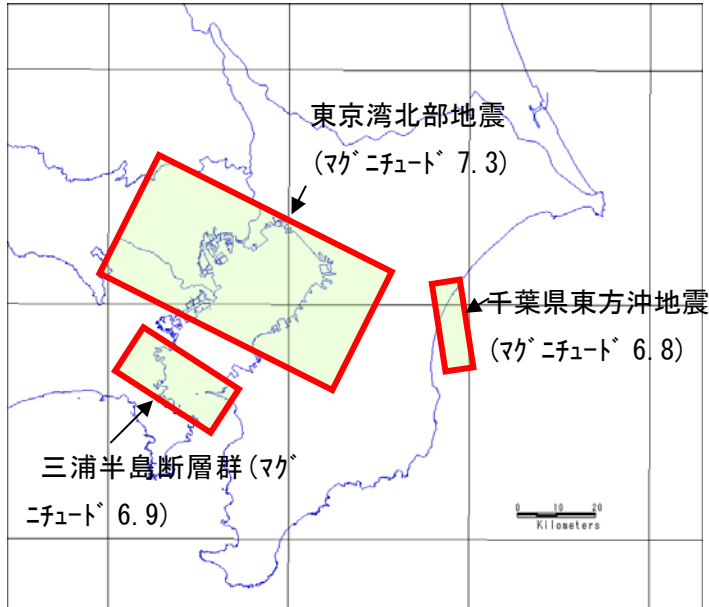 東京湾北部地震
(ﾏｸﾞﾆﾁｭｰﾄﾞ 7.3)
千葉県東方沖地震
(ﾏｸﾞﾆﾁｭｰﾄﾞ 6.8)
三浦半島断層群(ﾏｸﾞ
ﾆﾁｭｰﾄﾞ 6.9)
0 10 20
Kilometers